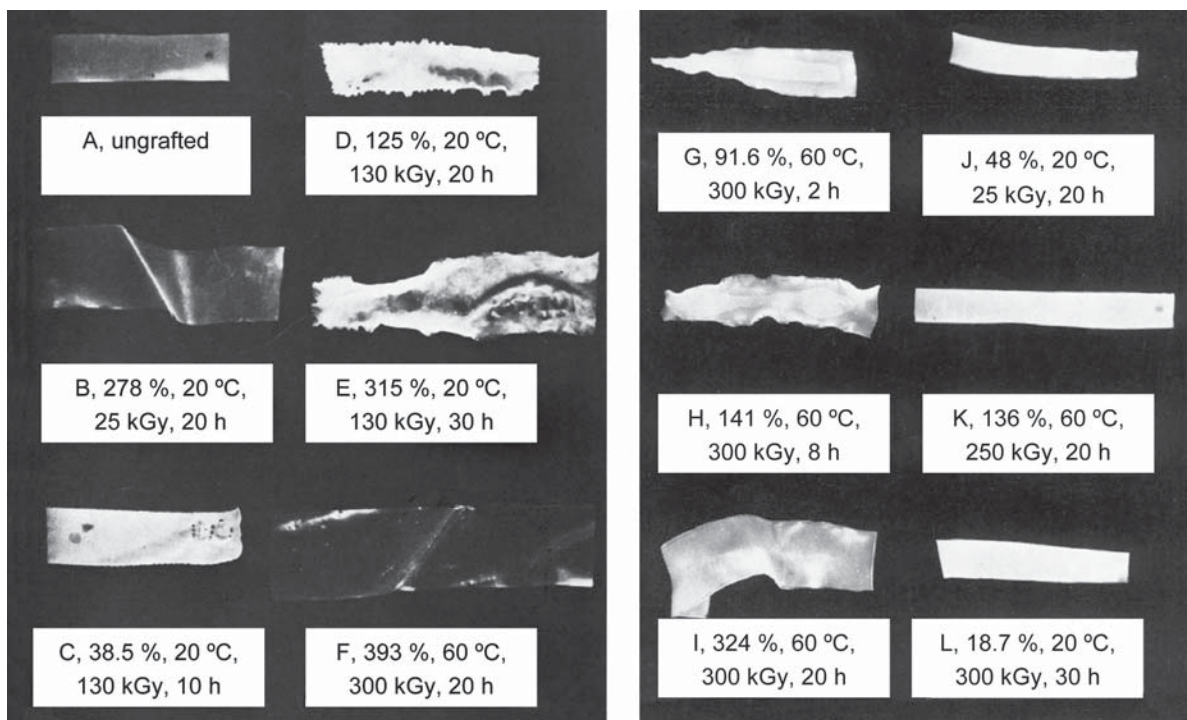 A, ungrafted
B, 278 %, 20 ºC,
25 kGy, 20 h
C, 38.5 %, 20 ºC,
130 kGy, 10 h
D, 125 %, 20 ºC,
130 kGy, 20 h
E, 315 %, 20 ºC,
130 kGy, 30 h
F, 393 %, 60 ºC,
300 kGy, 20 h
G, 91.6 %, 60 ºC,
300 kGy, 2 h
H, 141 %, 60 ºC,
300 kGy, 8 h
I, 324 %, 60 ºC,
300 kGy, 20 h
J, 48 %, 20 ºC,
25 kGy, 20 h
K, 136 %, 60 ºC,
250 kGy, 20 h
L, 18.7 %, 20 ºC,
300 kGy, 30 h